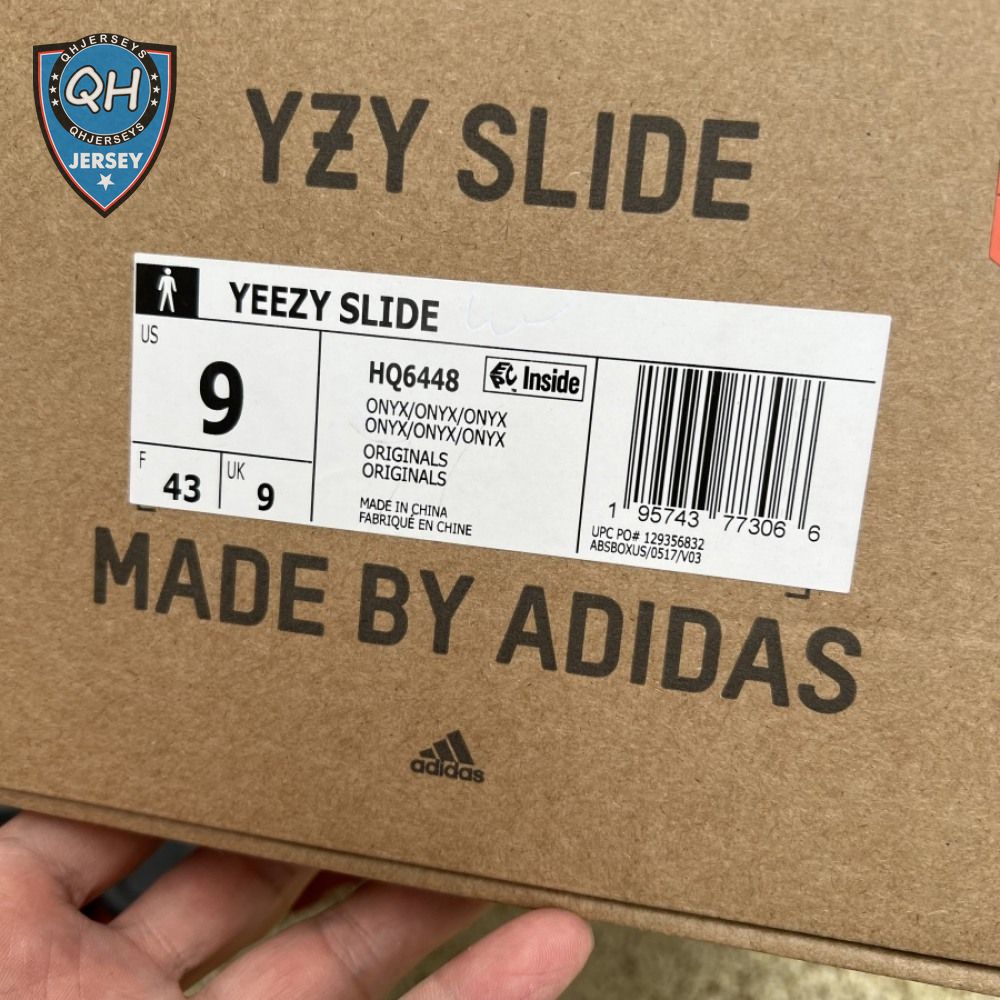 QHJERSEYS
QH
QHJERSEYS
JERSEY
YZY SLIDE
YEEZY SLIDE
US
9
F
43
UK
9
HQ6448
Inside
ONYX/ONYX/ONYX
ONYX/ONYX/ONYX
ORIGINALS
ORIGINALS
MADE IN CHINA
FABRIQUÉ EN CHINE
1 95743 77306 6
UPC PO# 129356832
ABSBOXUS/0517/V03
MADE BY ADIDAS
adidas